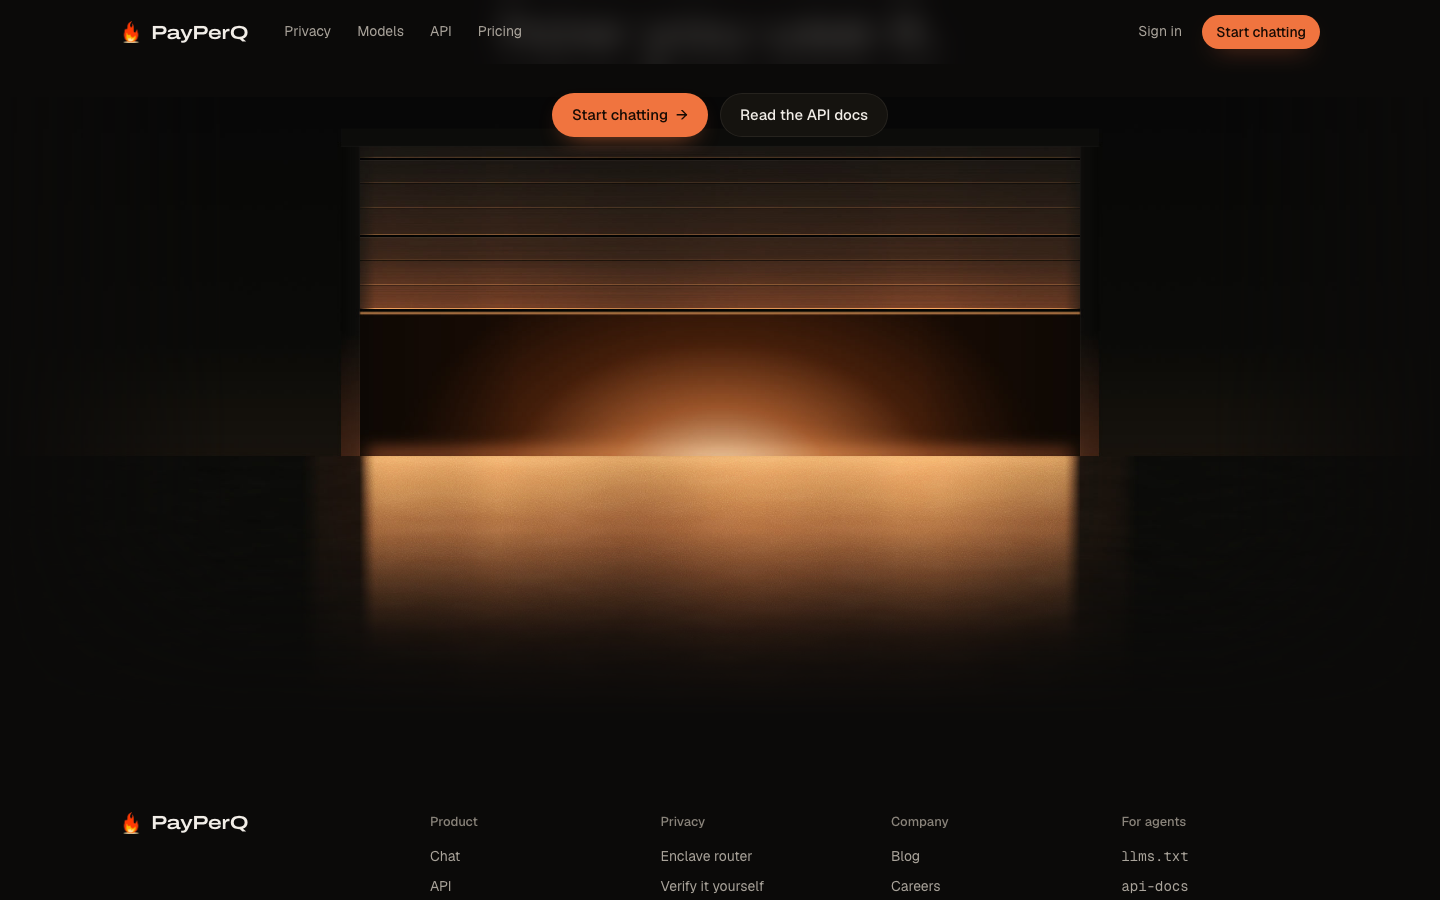 PayPerQ
Privacy
Models
API
Pricing
Sign in
Start chatting
Start chatting →
Read the API docs
PayPerQ
Product
Privacy
Company
For agents
Chat
Enclave router
Blog
llms.txt
API
Verify it yourself
Careers
api-docs